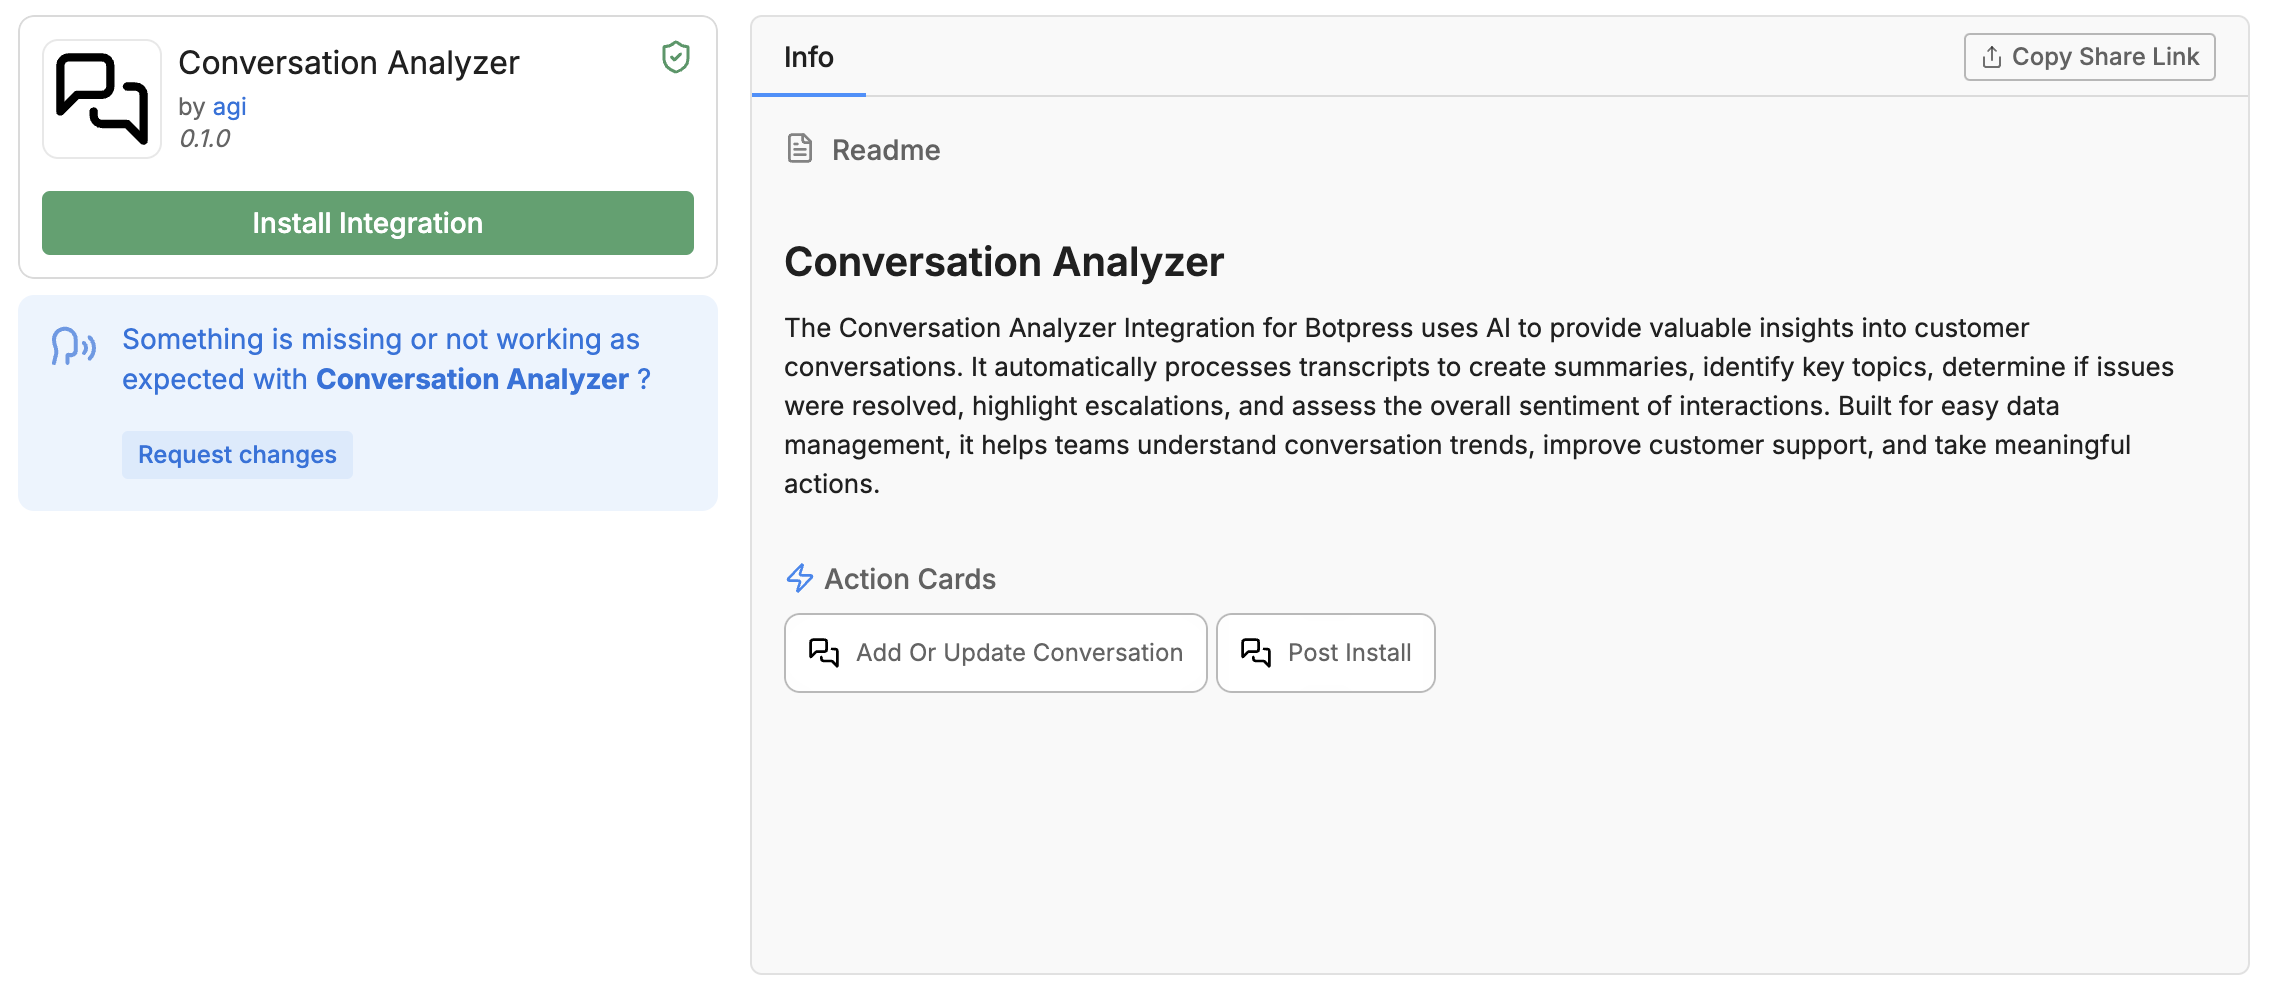 Conversation Analyzer
by agi
0.1.0
Install Integration
Something is missing or not working as
expected with Conversation Analyzer ?
Request changes
Info
Copy Share Link
Readme
Conversation Analyzer
The Conversation Analyzer Integration for Botpress uses AI to provide valuable insights into customer
conversations. It automatically processes transcripts to create summaries, identify key topics, determine if issues
were resolved, highlight escalations, and assess the overall sentiment of interactions. Built for easy data
management, it helps teams understand conversation trends, improve customer support, and take meaningful
actions.
Action Cards
Add Or Update Conversation
Post Install